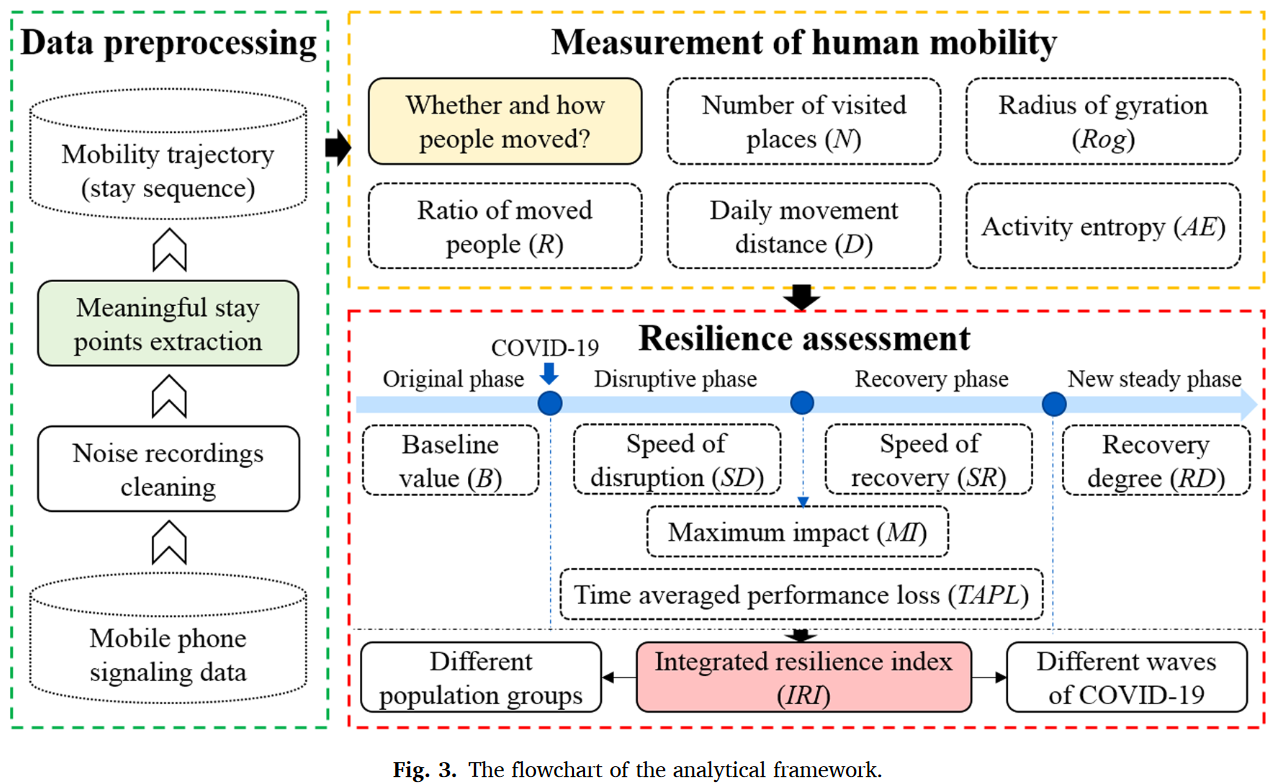 Data preprocessing
Mobility trajectory
(stay sequence)
Meaningful stay
points extraction
Noise recordings
cleaning
Mobile phone
signaling data
Measurement of human mobility
Whether and how
people moved?
Number of visited
places (N)
Radius of gyration
(Rog)
Ratio of moved
people (R)
Daily movement
distance (D)
Activity entropy (AE)
Resilience assessment
COVID-19
Original phase
Disruptive phase
Recovery phase
New steady phase
Baseline
value (B)
Speed of
disruption (SD)
Speed of
recovery (SR)
Recovery
degree (RD)
Maximum impact (MI)
Time averaged performance loss (TAPL)
Different
population groups
Integrated resilience index
(IRI)
Different waves
of COVID-19
Fig. 3. The flowchart of the analytical framework.